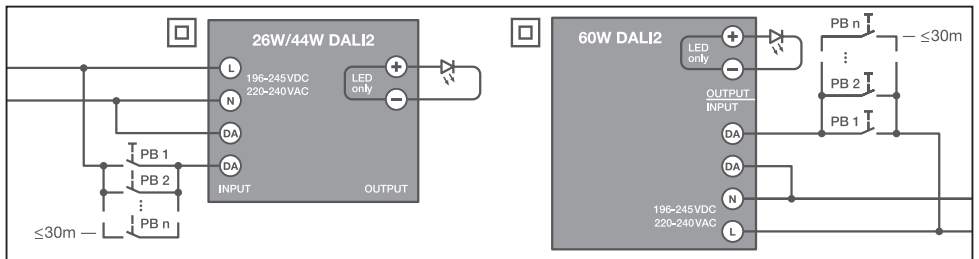 26W/44W DALI2
L
196-245VDC
220-240VAC
N
DA
DA
INPUT
LED
only
+
−
OUTPUT
PB 1
PB 2
⋮
PB n
≤30m
60W DALI2
LED
only
+
−
OUTPUT
INPUT
DA
DA
N
196-245VDC
220-240VAC
L
PB n
≤30m
⋮
PB 2
PB 1